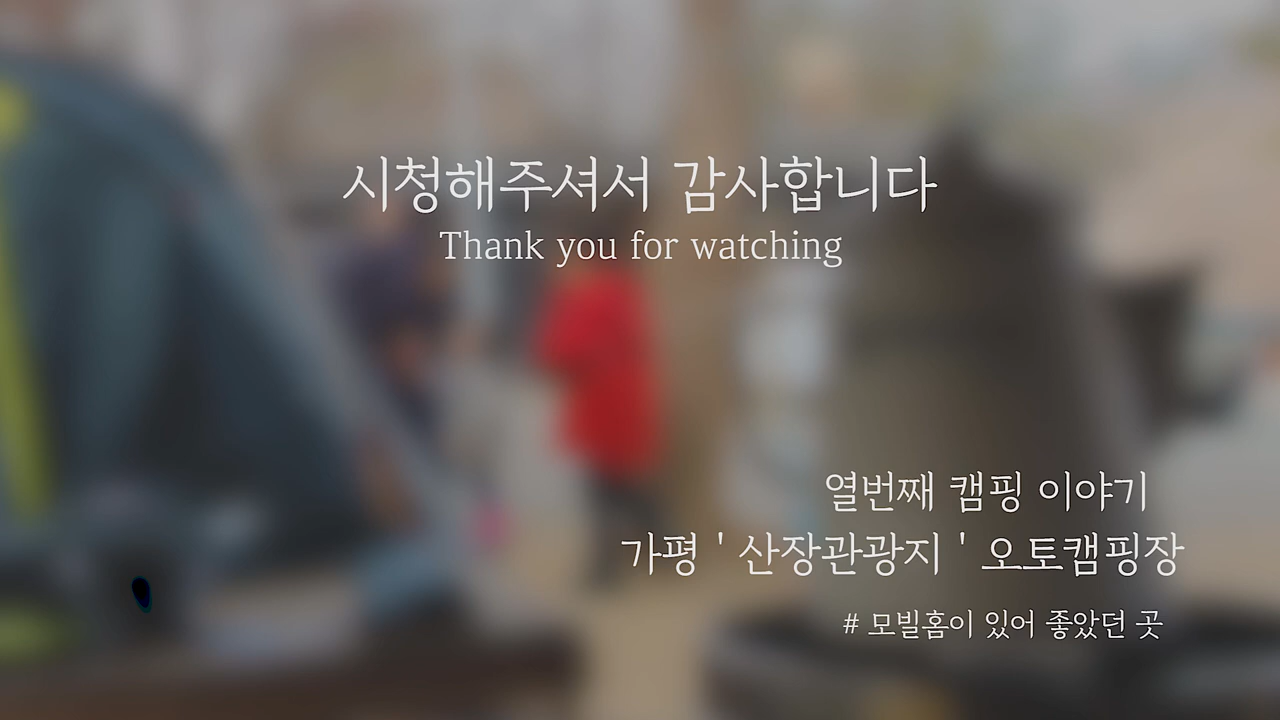 시청해주셔서 감사합니다
Thank you for watching
열번째 캠핑 이야기
가평 ' 산장관광지 ' 오토캠핑장
# 모빌홈이 있어 좋았던 곳